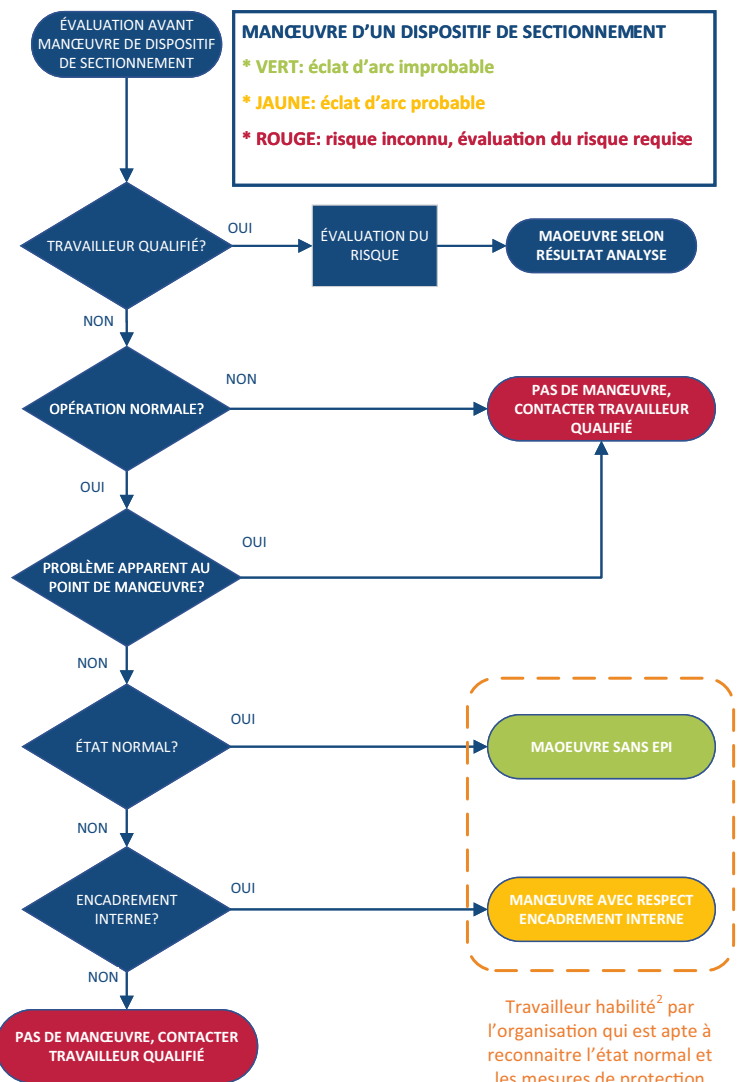 ÉVALUATION AVANT
MANŒUVRE DE DISPOSITIF
DE SECTIONNEMENT
MANŒUVRE D'UN DISPOSITIF DE SECTIONNEMENT
* VERT: éclat d'arc improbable
* JAUNE: éclat d'arc probable
* ROUGE: risque inconnu, évaluation du risque requise
TRAVAILLEUR QUALIFIÉ?
OUI
ÉVALUATION DU
RISQUE
MAOEUVRE SELON
RÉSULTAT ANALYSE
NON
OPÉRATION NORMALE?
NON
PAS DE MANŒUVRE,
CONTACTER TRAVAILLEUR
QUALIFIÉ
OUI
PROBLÈME APPARENT AU
POINT DE MANŒUVRE?
OUI
NON
ÉTAT NORMAL?
OUI
MAOEUVRE SANS EPI
NON
ENCADREMENT
INTERNE?
OUI
MANŒUVRE AVEC RESPECT
ENCADREMENT INTERNE
NON
PAS DE MANŒUVRE, CONTACTER
TRAVAILLEUR QUALIFIÉ
Travailleur habilité² par
l'organisation qui est apte à
reconnaitre l'état normal et
les mesures de protection